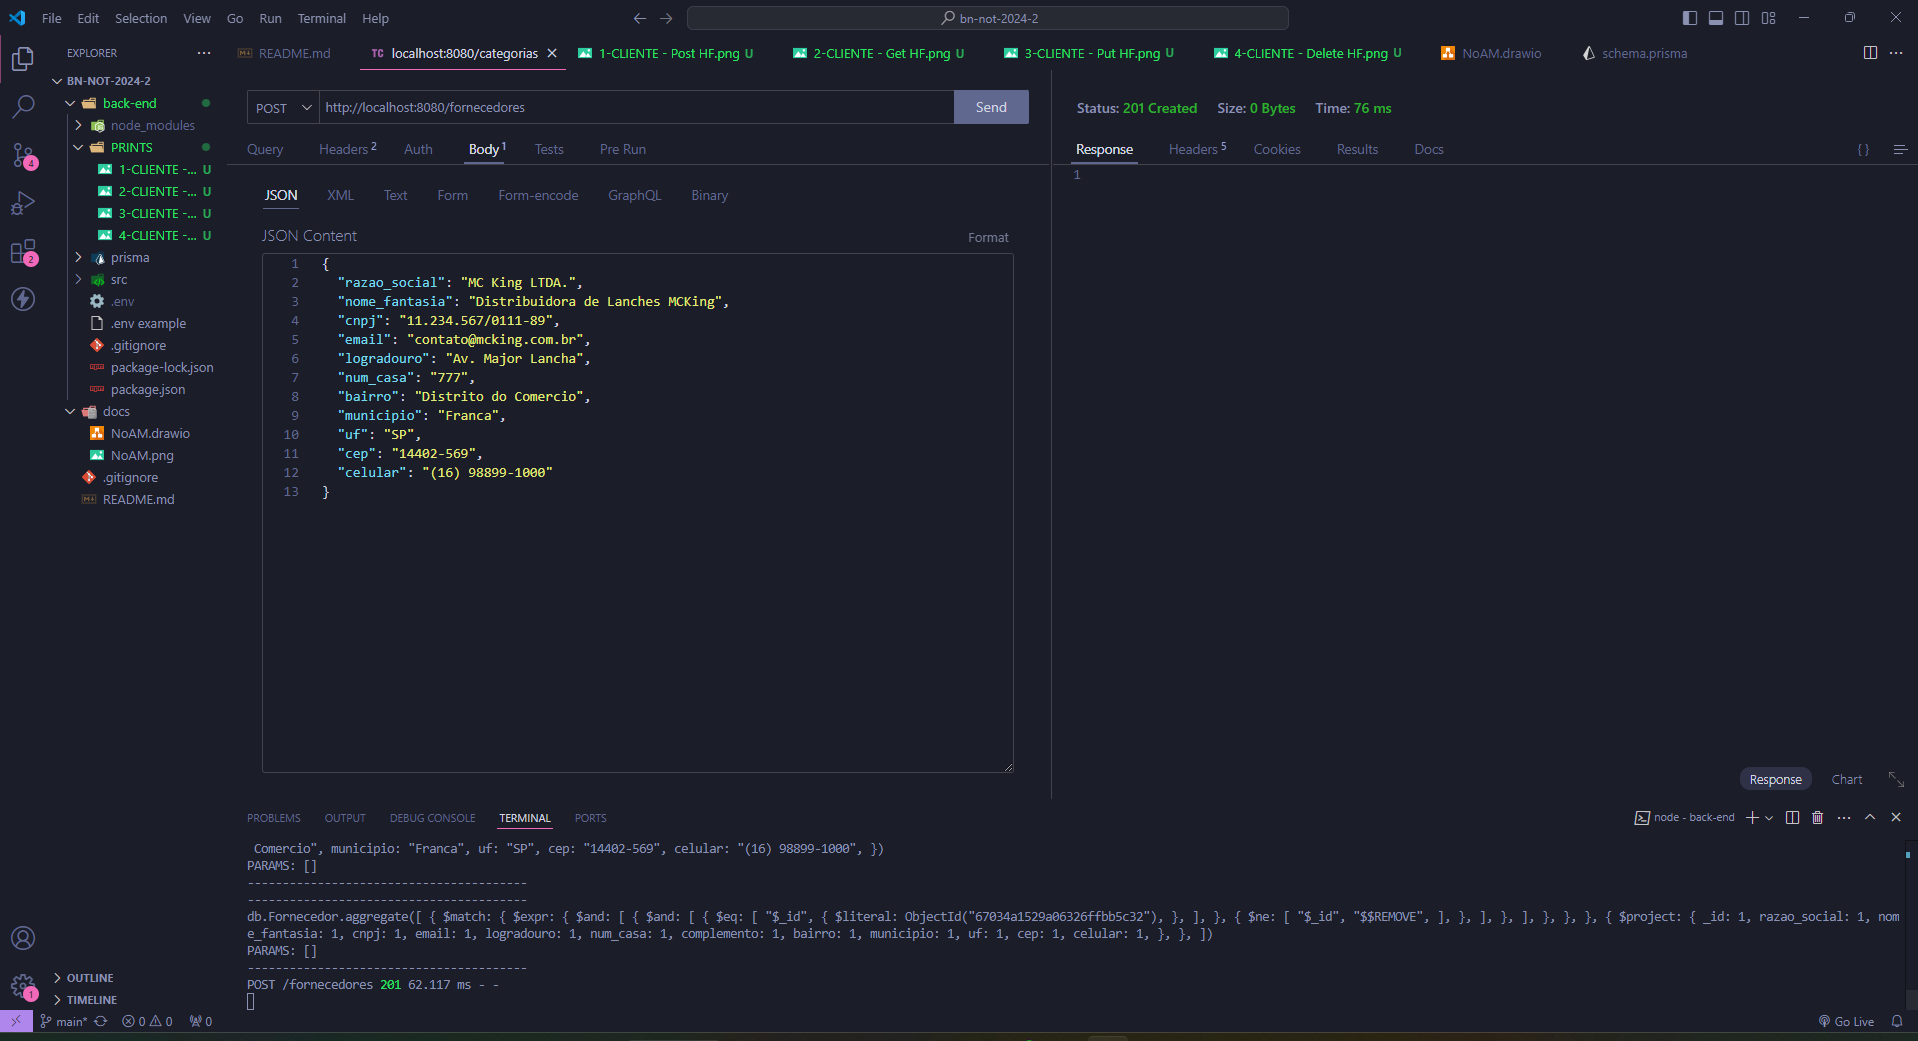 File Edit Selection View Go Run Terminal Help
bn-not-2024-2
EXPLORER
README.md
TC localhost:8080/categorias
1-CLIENTE - Post HF.png U
2-CLIENTE - Get HF.png U
3-CLIENTE - Put HF.png U
4-CLIENTE - Delete HF.png U
NoAM.drawio
schema.prisma
BN-NOT-2024-2
back-end
node_modules
PRINTS
1-CLIENTE -... U
2-CLIENTE -... U
3-CLIENTE -... U
4-CLIENTE -... U
prisma
src
.env
.env example
.gitignore
package-lock.json
package.json
docs
NoAM.drawio
NoAM.png
.gitignore
README.md
4
2
1
OUTLINE
TIMELINE
POST http://localhost:8080/fornecedores Send
Query Headers 2 Auth Body 1 Tests Pre Run
JSON XML Text Form Form-encode GraphQL Binary
JSON Content
Format
1 {
2 "razao_social": "MC King LTDA.",
3 "nome_fantasia": "Distribuidora de Lanches MCKing",
4 "cnpj": "11.234.567/0111-89",
5 "email": "contato@mcking.com.br",
6 "logradouro": "Av. Major Lancha",
7 "num_casa": "777",
8 "bairro": "Distrito do Comercio",
9 "municipio": "Franca",
10 "uf": "SP",
11 "cep": "14402-569",
12 "celular": "(16) 98899-1000"
13 }
Status: 201 Created Size: 0 Bytes Time: 76 ms
Response Headers 5 Cookies Results Docs
{ }
1
Response Chart
PROBLEMS OUTPUT DEBUG CONSOLE TERMINAL PORTS
node - back-end
Comercio", municipio: "Franca", uf: "SP", cep: "14402-569", celular: "(16) 98899-1000", })
PARAMS: []
----------------------------------------
----------------------------------------
db.Fornecedor.aggregate([ { $match: { $expr: { $and: [ { $and: [ { $eq: [ "$_id", { $literal: ObjectId("67034a1529a06326ffbb5c32"), }, ], }, { $ne: [ "$_id", "$$REMOVE", ], }, ], }, ], }, }, }, { $project: { _id: 1, razao_social: 1, nom
e_fantasia: 1, cnpj: 1, email: 1, logradouro: 1, num_casa: 1, complemento: 1, bairro: 1, municipio: 1, uf: 1, cep: 1, celular: 1, }, }, ])
PARAMS: []
----------------------------------------
POST /fornecedores 201 62.117 ms - -
main* 0 0 0
Go Live